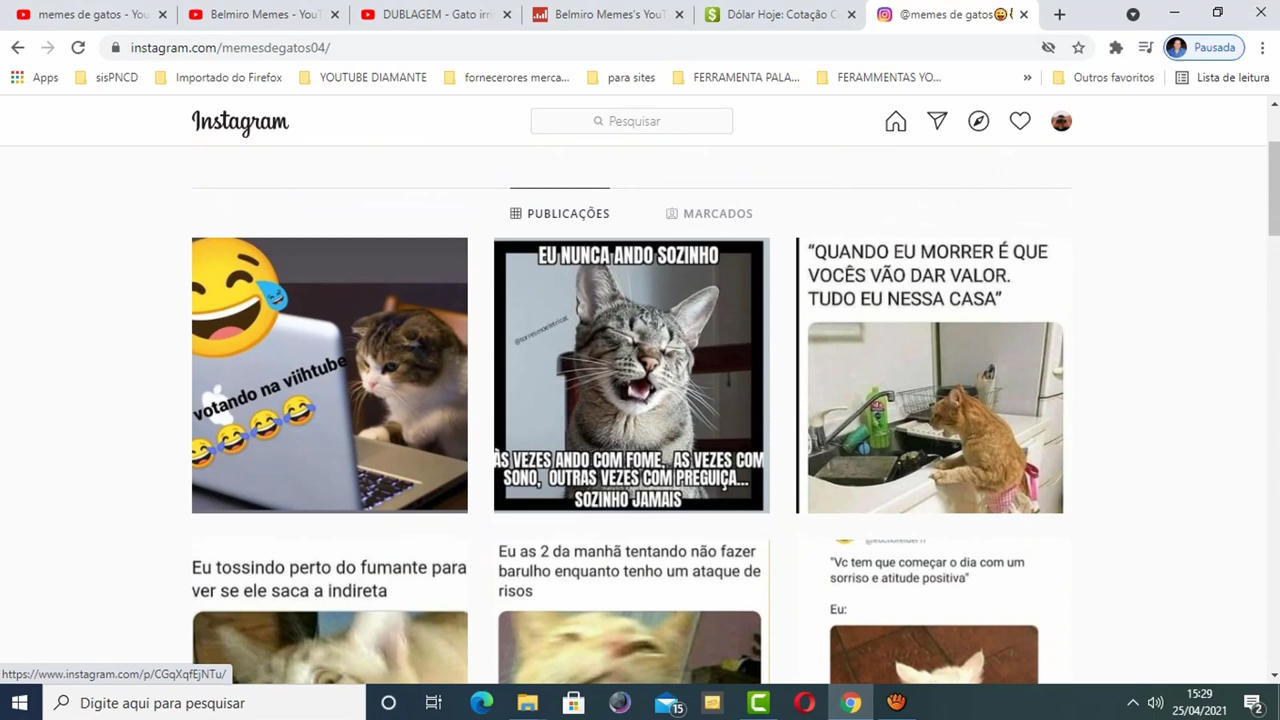 memes de gatos - You
Belmiro Memes - YouT
DUBLAGEM - Gato irri
Belmiro Memes's YouT
Dólar Hoje: Cotação
@memes de gatos
instagram.com/memesdegatos04/
Pausada
Apps
sisPNCD
Importado do Firefox
YOUTUBE DIAMANTE
fornecerores merca...
para sites
FERRAMENTA PALA...
FERAMMENTAS YO...
»
Outros favoritos
Lista de leitura
Instagram
Pesquisar
PUBLICAÇÕES
MARCADOS
votando na viihtube
EU NUNCA ANDO SOZINHO
ÀS VEZES ANDO COM FOME, AS VEZES COM
SONO, OUTRAS VEZES COM PREGUIÇA...
SOZINHO JAMAIS
“QUANDO EU MORRER É QUE
VOCÊS VÃO DAR VALOR.
TUDO EU NESSA CASA”
Eu tossindo perto do fumante para
ver se ele saca a indireta
Eu as 2 da manhã tentando não fazer
barulho enquanto tenho um ataque de
risos
"Vc tem que começar o dia com um
sorriso e atitude positiva"
Eu:
https://www.instagram.com/p/CGqXqfEjNTu/
Digite aqui para pesquisar
15
15:29
25/04/2021
2